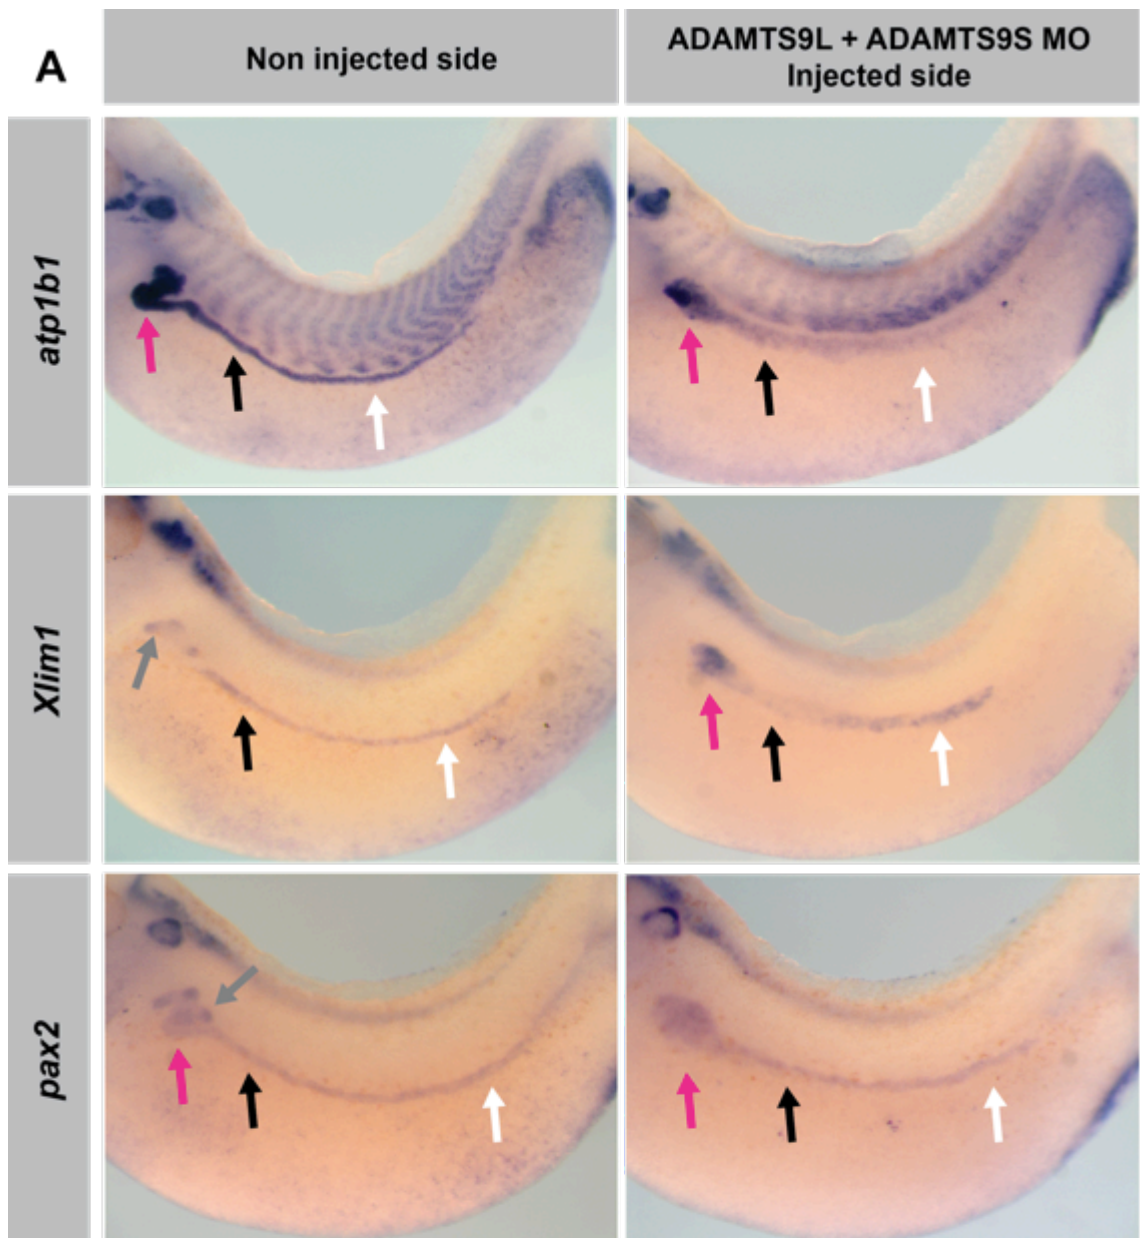 A
Non injected side
ADAMTS9L + ADAMTS9S MO
Injected side
atp1b1
Xlim1
pax2